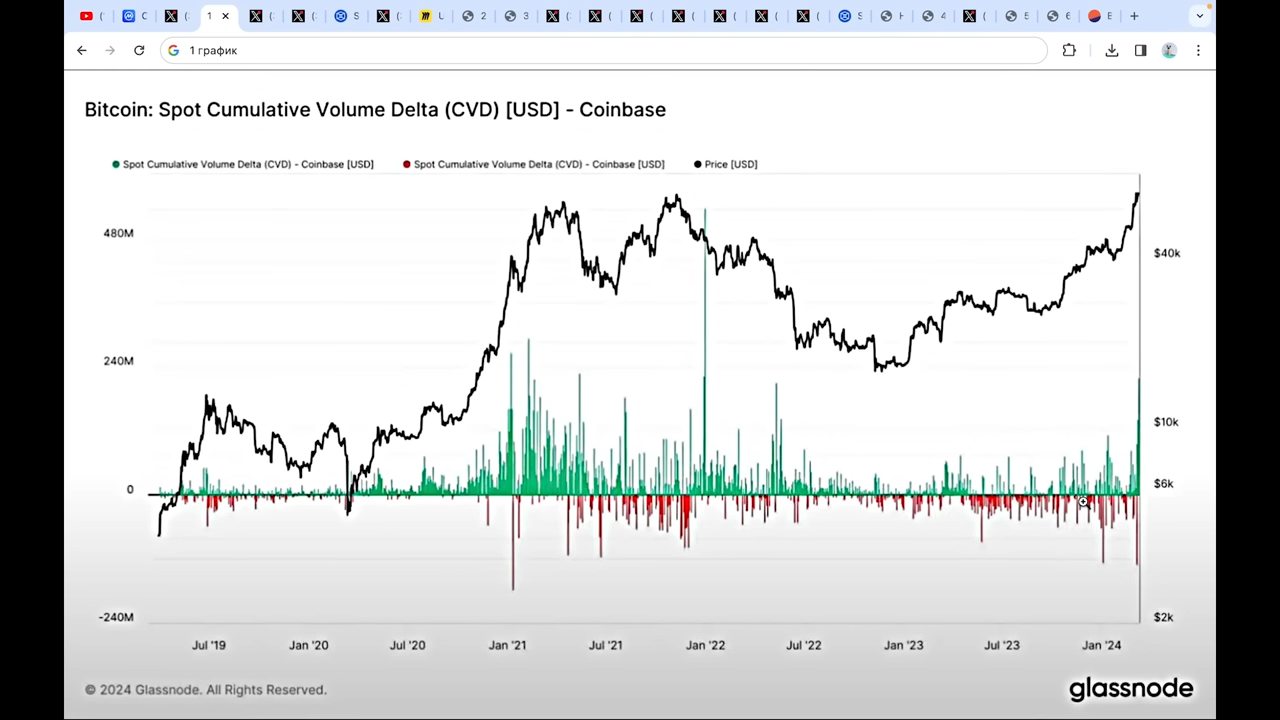 1 график
Bitcoin: Spot Cumulative Volume Delta (CVD) [USD] - Coinbase
Spot Cumulative Volume Delta (CVD) - Coinbase [USD] Spot Cumulative Volume Delta (CVD) - Coinbase [USD] Price [USD]
480M
$40k
240M
$10k
0
$6k
-240M
$2k
Jul '19 Jan '20 Jul '20 Jan '21 Jul '21 Jan '22 Jul '22 Jan '23 Jul '23 Jan '24
© 2024 Glassnode. All Rights Reserved.
glassnode